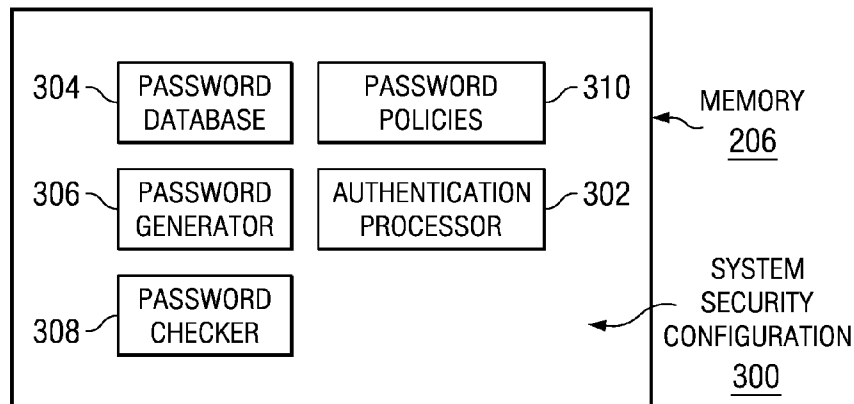 304
PASSWORD
DATABASE
PASSWORD
POLICIES
310
MEMORY
206
306
PASSWORD
GENERATOR
AUTHENTICATION
PROCESSOR
302
308
PASSWORD
CHECKER
SYSTEM
SECURITY
CONFIGURATION
300